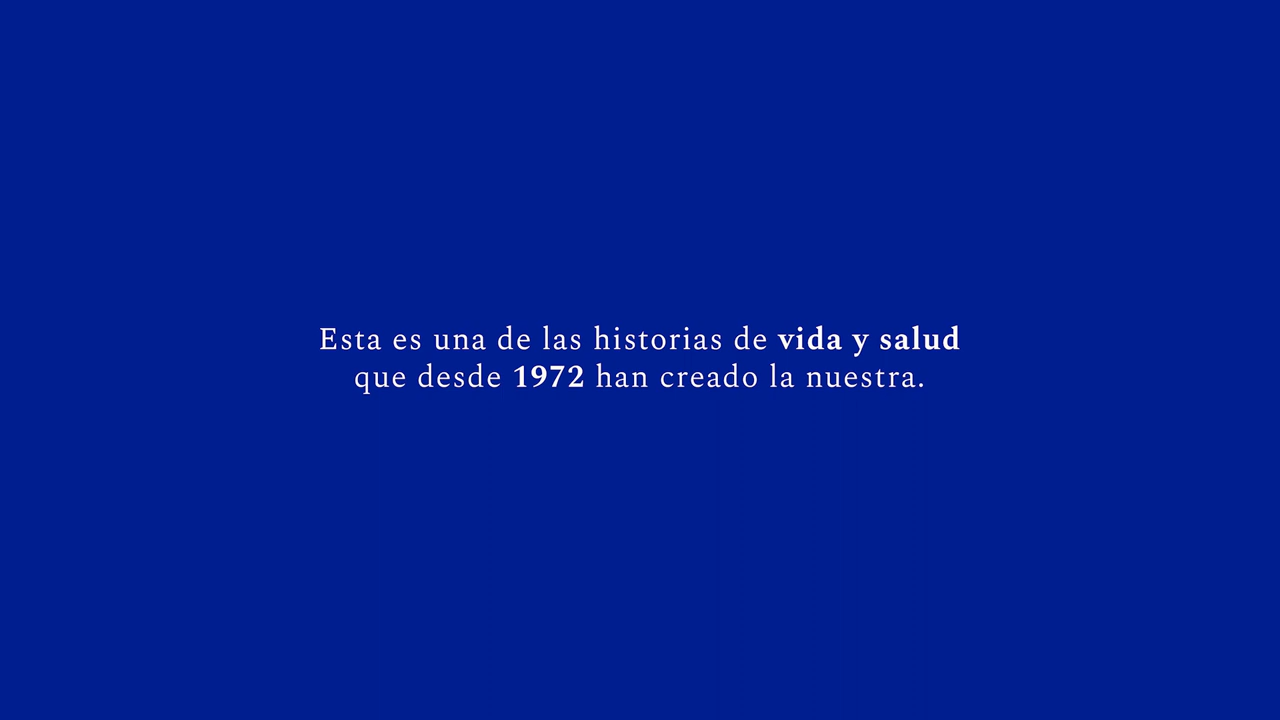 Esta es una de las historias de vida y salud
que desde 1972 han creado la nuestra.